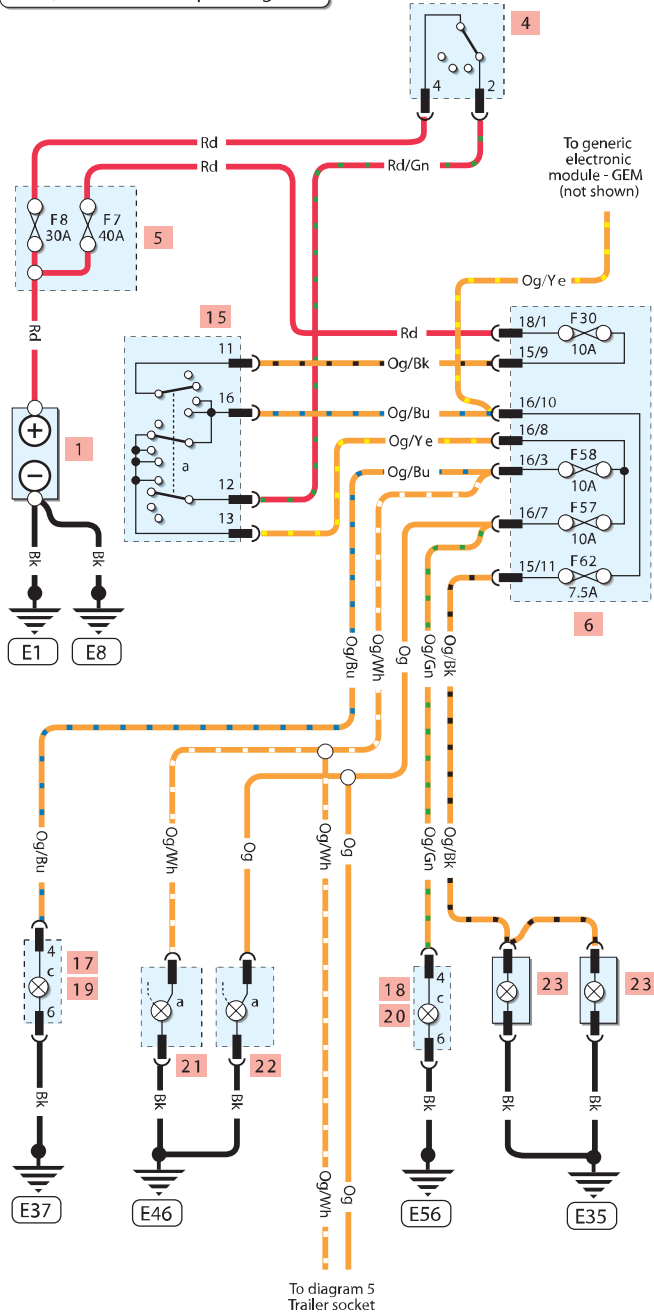 4
4
2
Rd
Rd
Rd/Gn
To generic
electronic
module - GEM
(not shown)
F8
30A
F7
40A
5
Og/Ye
Rd
15
11
16
a
12
13
Rd
Og/Bk
Og/Bu
Og/Ye
Og/Bu
18/1
F30
10A
15/9
16/10
16/8
16/3
F58
10A
16/7
F57
10A
15/11
F62
7.5A
6
+
−
1
Bk
Bk
E1
E8
Og/Bu
Og/Wh
Og
Og/Gn
Og/Bk
Og/Bu
Og/Wh
Og
Og/Wh
Og
Og/Gn
Og/Bk
4
c
6
17
19
a
21
a
22
4
c
6
18
20
23
23
Bk
Bk
Bk
Bk
Bk
Bk
E37
E46
Og/Wh
Og
E56
E35
To diagram 5
Trailer socket